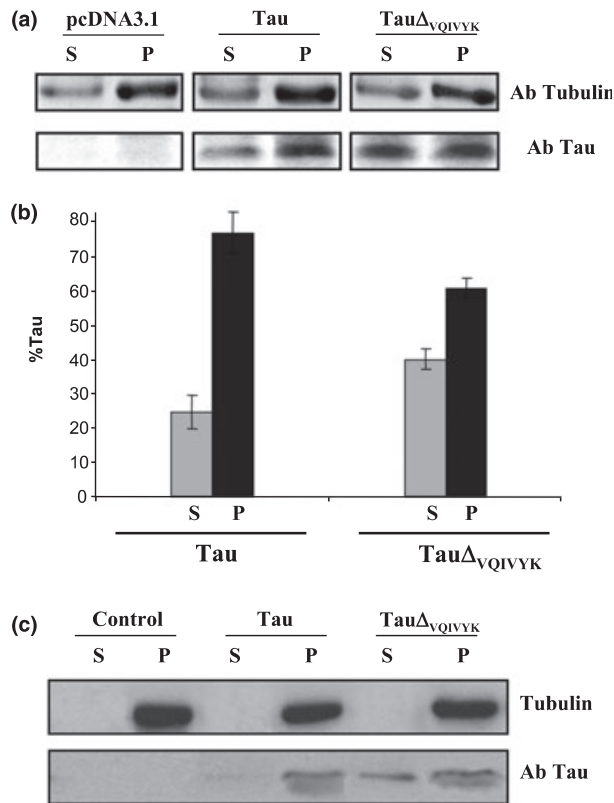 (a) pcDNA3.1 Tau TauΔVQIVYK
S P S P S P
Ab Tubulin
Ab Tau
(b)
80
70
60
50
40
30
20
10
0
%Tau
S P S P
Tau TauΔVQIVYK
(c) Control Tau TauΔVQIVYK
S P S P S P
Tubulin
Ab Tau